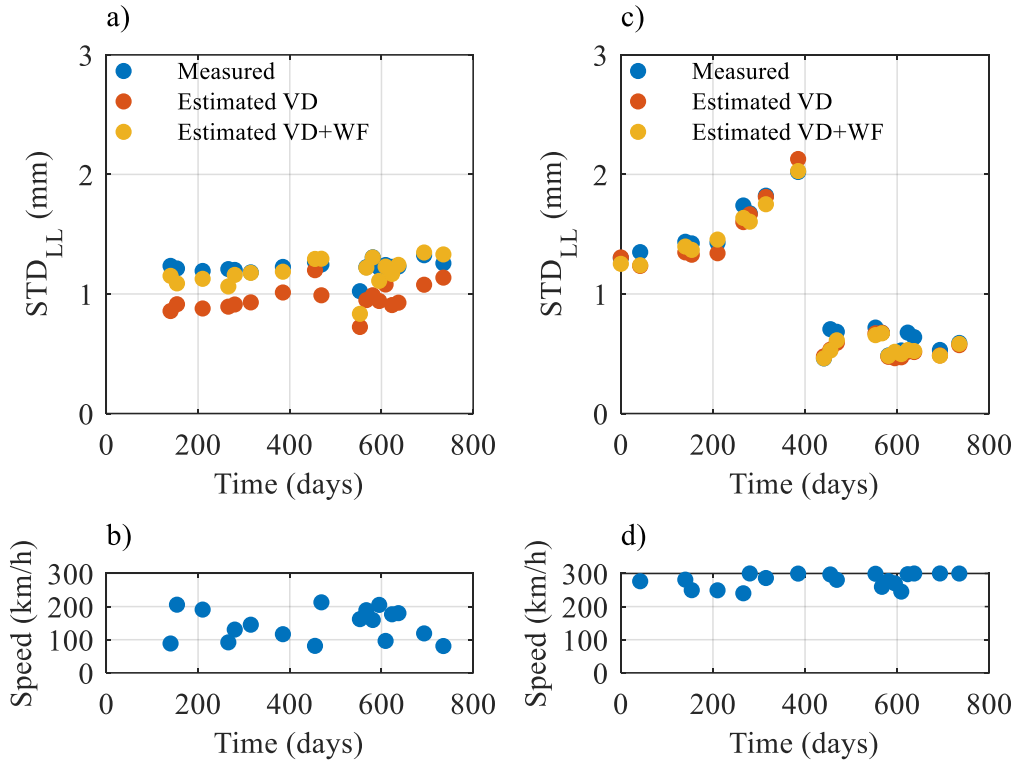 a)
3
2
1
0
STD_LL (mm)
Measured
Estimated VD
Estimated VD+WF
0 200 400 600 800
Time (days)
c)
3
2
1
0
STD_LL (mm)
Measured
Estimated VD
Estimated VD+WF
0 200 400 600 800
Time (days)
b)
300
200
100
0
Speed (km/h)
0 200 400 600 800
Time (days)
d)
300
200
100
0
Speed (km/h)
0 200 400 600 800
Time (days)